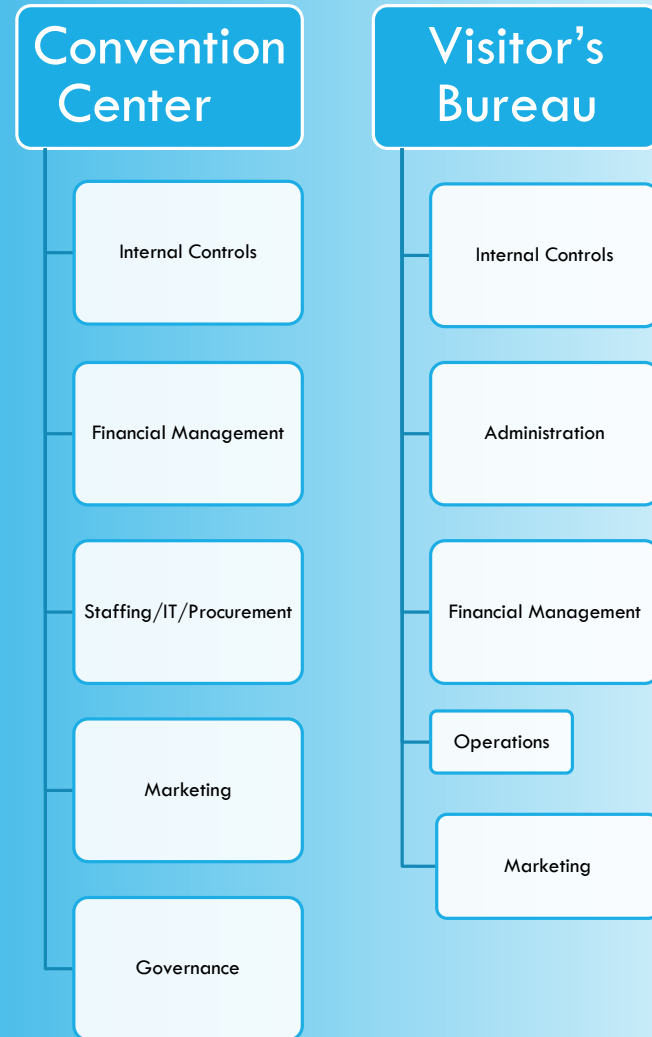 Convention
Center
Internal Controls
Financial Management
Staffing/IT/Procurement
Marketing
Governance
Visitor’s
Bureau
Internal Controls
Administration
Financial Management
Operations
Marketing